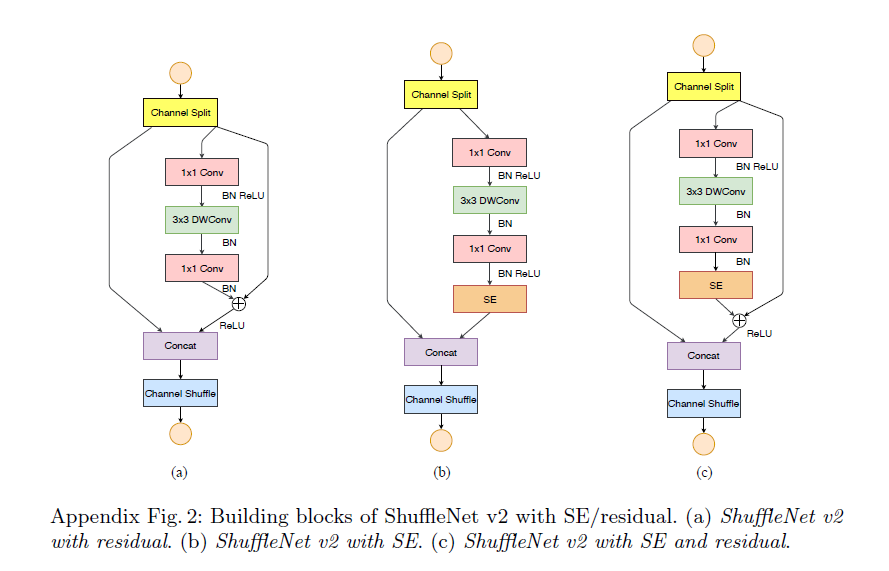 Channel Split
1x1 Conv
BN ReLU
3x3 DWConv
BN
1x1 Conv
BN
ReLU
Concat
Channel Shuffle
(a)
Channel Split
1x1 Conv
BN ReLU
3x3 DWConv
BN
1x1 Conv
BN ReLU
SE
Concat
Channel Shuffle
(b)
Channel Split
1x1 Conv
BN ReLU
3x3 DWConv
BN
1x1 Conv
BN
SE
ReLU
Concat
Channel Shuffle
(c)
Appendix Fig. 2: Building blocks of ShuffleNet v2 with SE/residual. (a) ShuffleNet v2
with residual. (b) ShuffleNet v2 with SE. (c) ShuffleNet v2 with SE and residual.